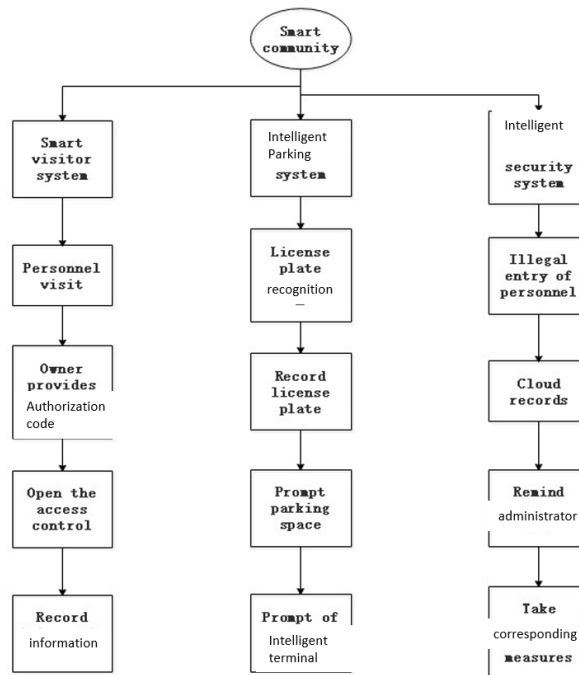 Smart
community
Smart
visitor
system
Intelligent
Parking
system
Intelligent
security
system
Personnel
visit
License
plate
recognition
Illegal
entry of
personnel
Owner
provides
Authorization
code
Record
license
plate
Cloud
records
Open the
access
control
Prompt
parking
space
Remind
administrator
Record
information
Prompt of
Intelligent
terminal
Take
corresponding
measures